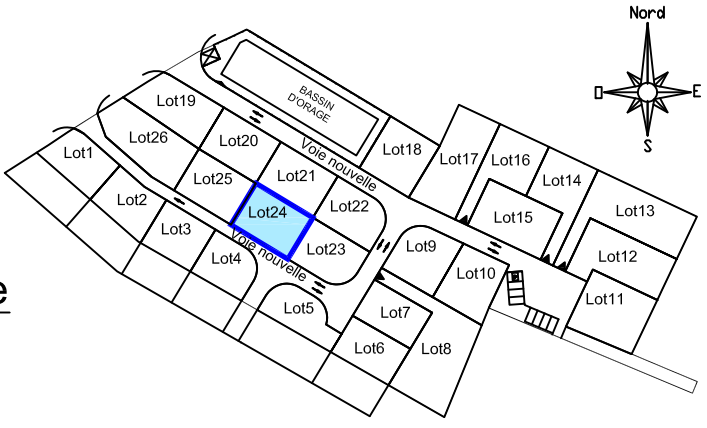 Nord
O
E
S
BASSIN
D'ORAGE
Lot19
Lot26
Lot20
Lot1
Voie nouvelle
Lot18
Lot17
Lot16
Lot14
Lot25
Lot21
Lot2
Lot24
Lot22
Lot15
Lot13
Lot3
Voie nouvelle
Lot23
Lot9
Lot4
Lot12
Lot10
Lot11
Lot5
Lot7
Lot6
Lot8
e